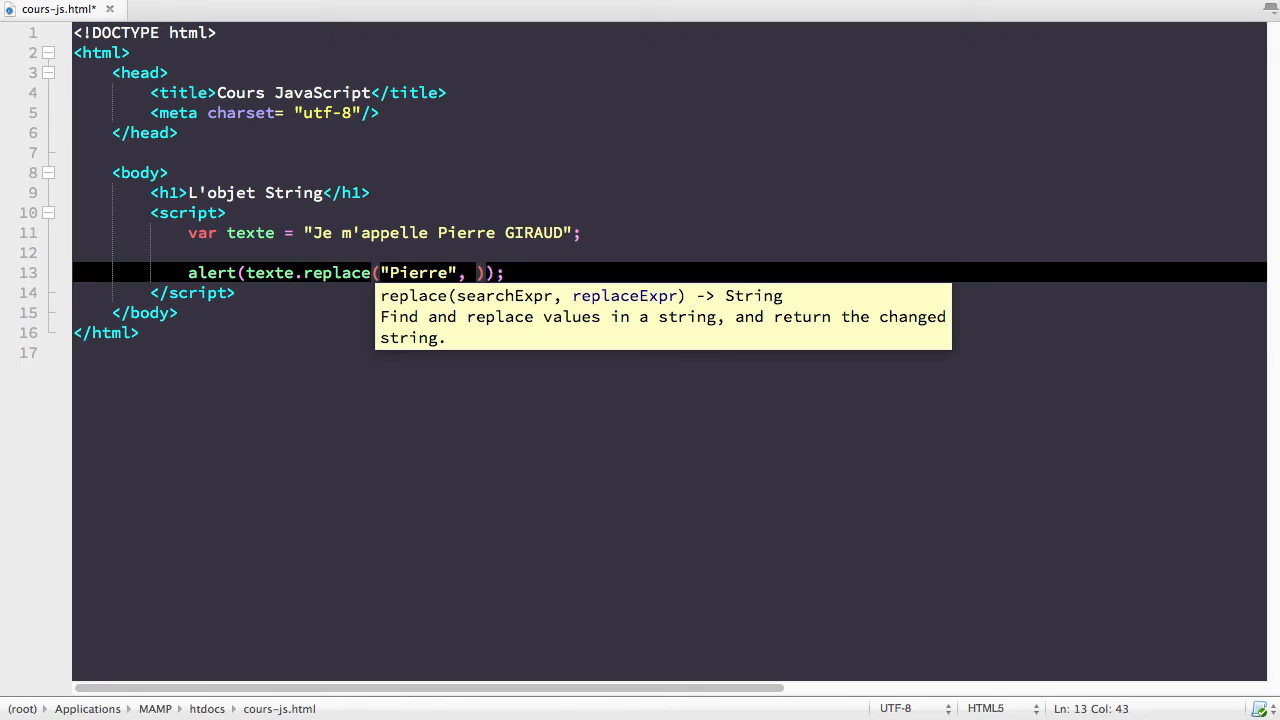 cours-js.html*
1 <!DOCTYPE html>
2 <html>
3 <head>
4 <title>Cours JavaScript</title>
5 <meta charset= "utf-8"/>
6 </head>
7
8 <body>
9 <h1>L'objet String</h1>
10 <script>
11 var texte = "Je m'appelle Pierre GIRAUD";
12
13 alert(texte.replace("Pierre", ));
14 </script>
replace(searchExpr, replaceExpr) -> String
15 </body>
Find and replace values in a string, and return the changed
16 </html>
string.
17
(root) Applications MAMP htdocs cours-js.html UTF-8 HTML5 Ln: 13 Col: 43